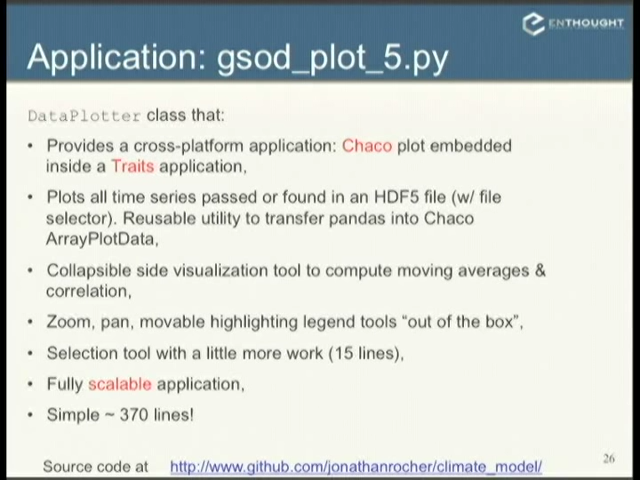 ENTHOUGHT
Application: gsod_plot_5.py
DataPlotter class that:
• Provides a cross-platform application: Chaco plot embedded
inside a Traits application,
• Plots all time series passed or found in an HDF5 file (w/ file
selector). Reusable utility to transfer pandas into Chaco
ArrayPlotData,
• Collapsible side visualization tool to compute moving averages &
correlation,
• Zoom, pan, movable highlighting legend tools “out of the box”,
• Selection tool with a little more work (15 lines),
• Fully scalable application,
• Simple ~ 370 lines!
Source code at http://www.github.com/jonathanrocher/climate_model/
26